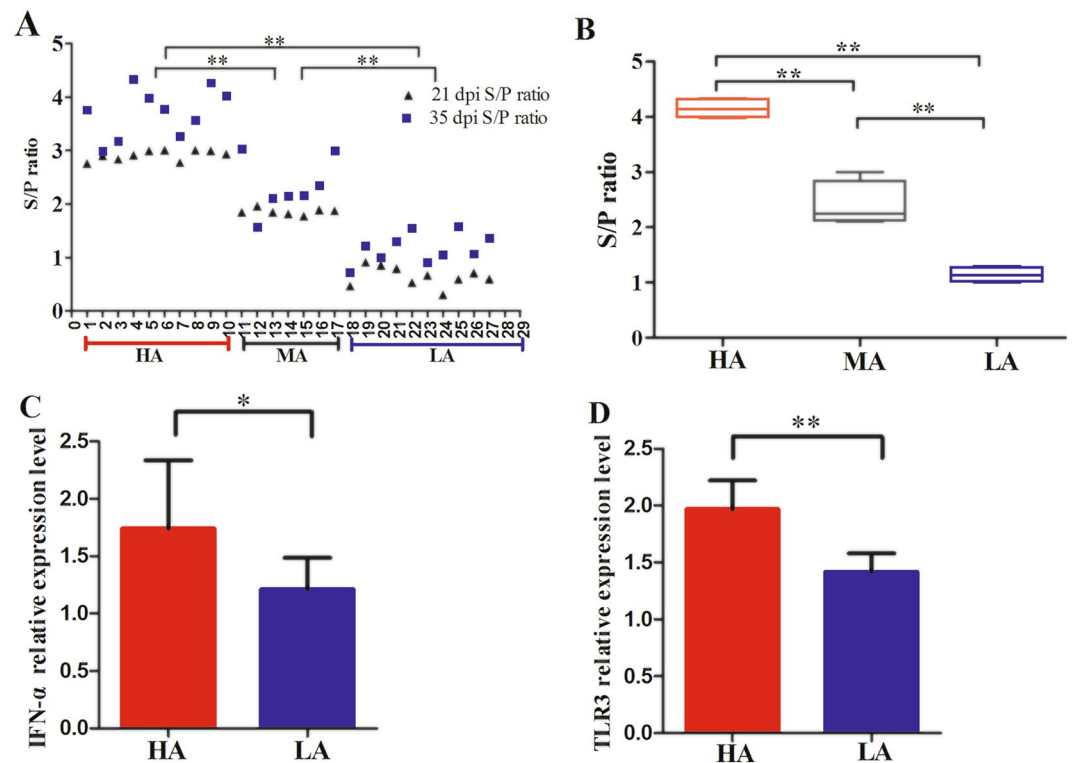 A
S/P ratio
5
4
3
2
1
0
**
**
**
21 dpi S/P ratio
35 dpi S/P ratio
0 1 2 3 4 5 6 7 8 9 10 11 12 13 14 15 16 17 18 19 20 21 22 23 24 25 26 27 28 29
HA MA LA
B
S/P ratio
5
4
3
2
1
0
**
**
**
HA MA LA
C
IFN-α relative expression level
2.5
2.0
1.5
1.0
0.5
0.0
*
HA LA
D
TLR3 relative expression level
2.5
2.0
1.5
1.0
0.5
0.0
**
HA LA